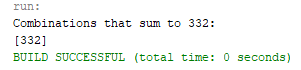 run:
Combinations that sum to 332:
[332]
BUILD SUCCESSFUL (total time: 0 seconds)